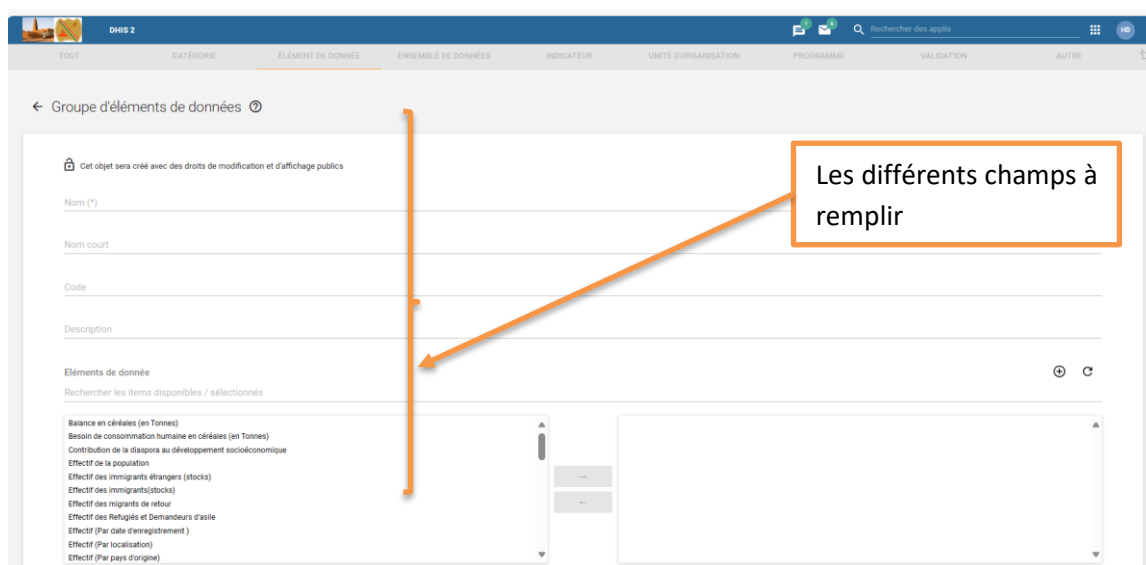 DHIS 2
1
6
Rechercher des applis
HD
TOUT CATÉGORIE ÉLÉMENT DE DONNÉE ENSEMBLE DE DONNÉES INDICATEUR UNITÉ D'ORGANISATION PROGRAMME VALIDATION AUTRE
Groupe d'éléments de données
Cet objet sera créé avec des droits de modification et d'affichage publics
Les différents champs à
remplir
Nom (*)
Nom court
Code
Description
Eléments de donnée
Rechercher les items disponibles / sélectionnés
Balance en céréales (en Tonnes)
Besoin de consommation humaine en céréales (en Tonnes)
Contribution de la diaspora au développement socioéconomique
Effectif de la population
Effectif des immigrants étrangers (stocks)
Effectif des immigrants(stocks)
Effectif des migrants de retour
Effectif des Refugiés et Demandeurs d'asile
Effectif (Par date d'enregistrement )
Effectif (Par localisation)
Effectif (Par pays d'origine)